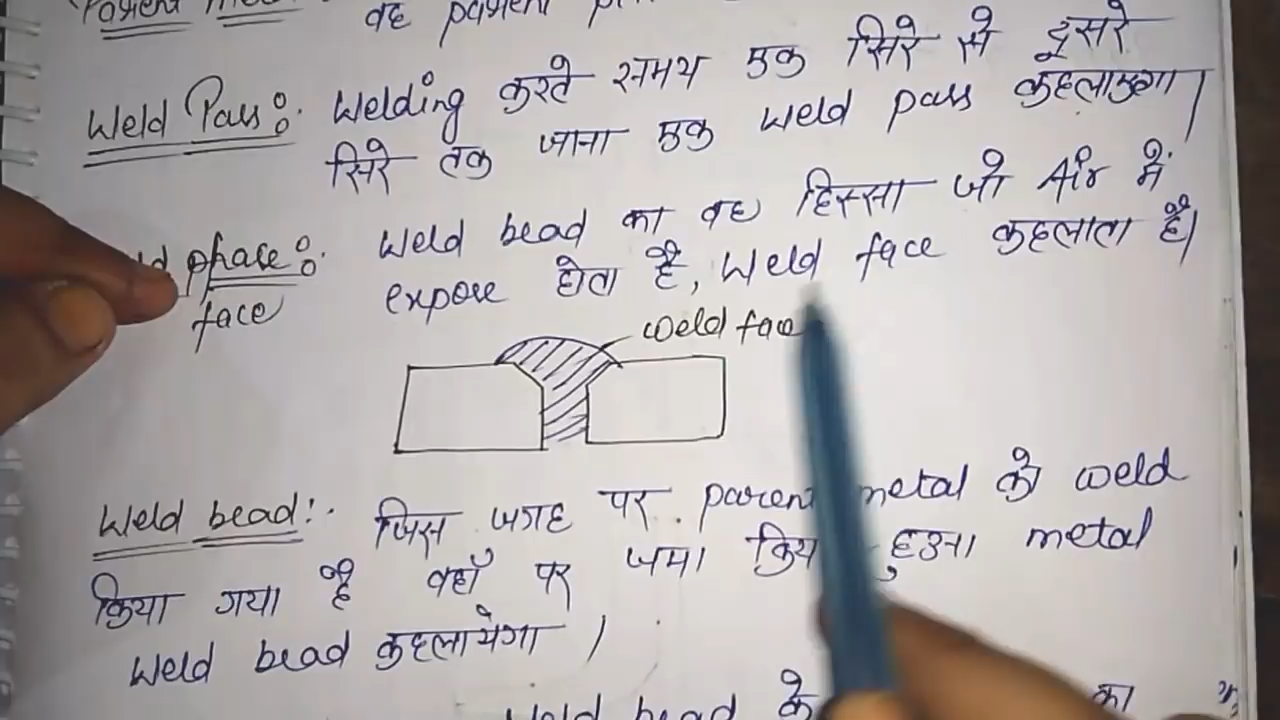 वह
Weld Pass:- Welding करते समय एक सिरे से दूसरे
सिरे तक जाना एक weld pass कहलाएगा।
phase:- Weld bead का वह हिस्सा जो Air में
face expose होता है, Weld face कहलाता है।
weld face
Weld bead:- जिस जगह पर parent metal को weld
किया गया है वहाँ पर जमा किया हुआ metal
Weld bead कहलायेगा।
Weld bead के का